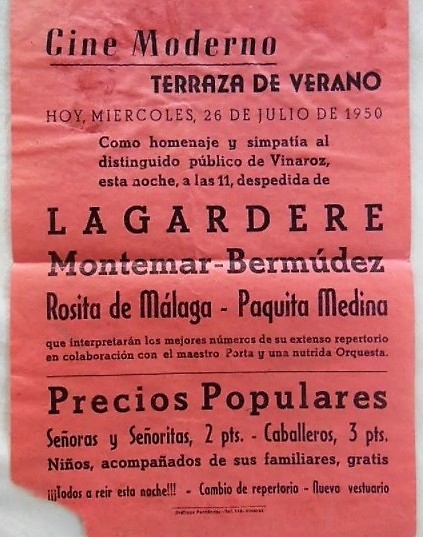 Cine Moderno
TERRAZA DE VERANO
HOY, MIERCOLES, 26 DE JULIO DE 1950
Como homenaje y simpatía al
distinguido público de Vinaroz,
esta noche, a las 11, despedida de
LAGARDERE
Montemar-Bermúdez
Rosita de Málaga - Paquita Medina
que interpretarán los mejores números de su extenso repertorio
en colaboración con el maestro Porta y una nutrida Orquesta.
Precios Populares
Señoras y Señoritas, 2 pts. - Caballeros, 3 pts.
Niños, acompañados de sus familiares, gratis
¡¡¡Todos a reir esta noche!!! - Cambio de repertorio - Nuevo vestuario